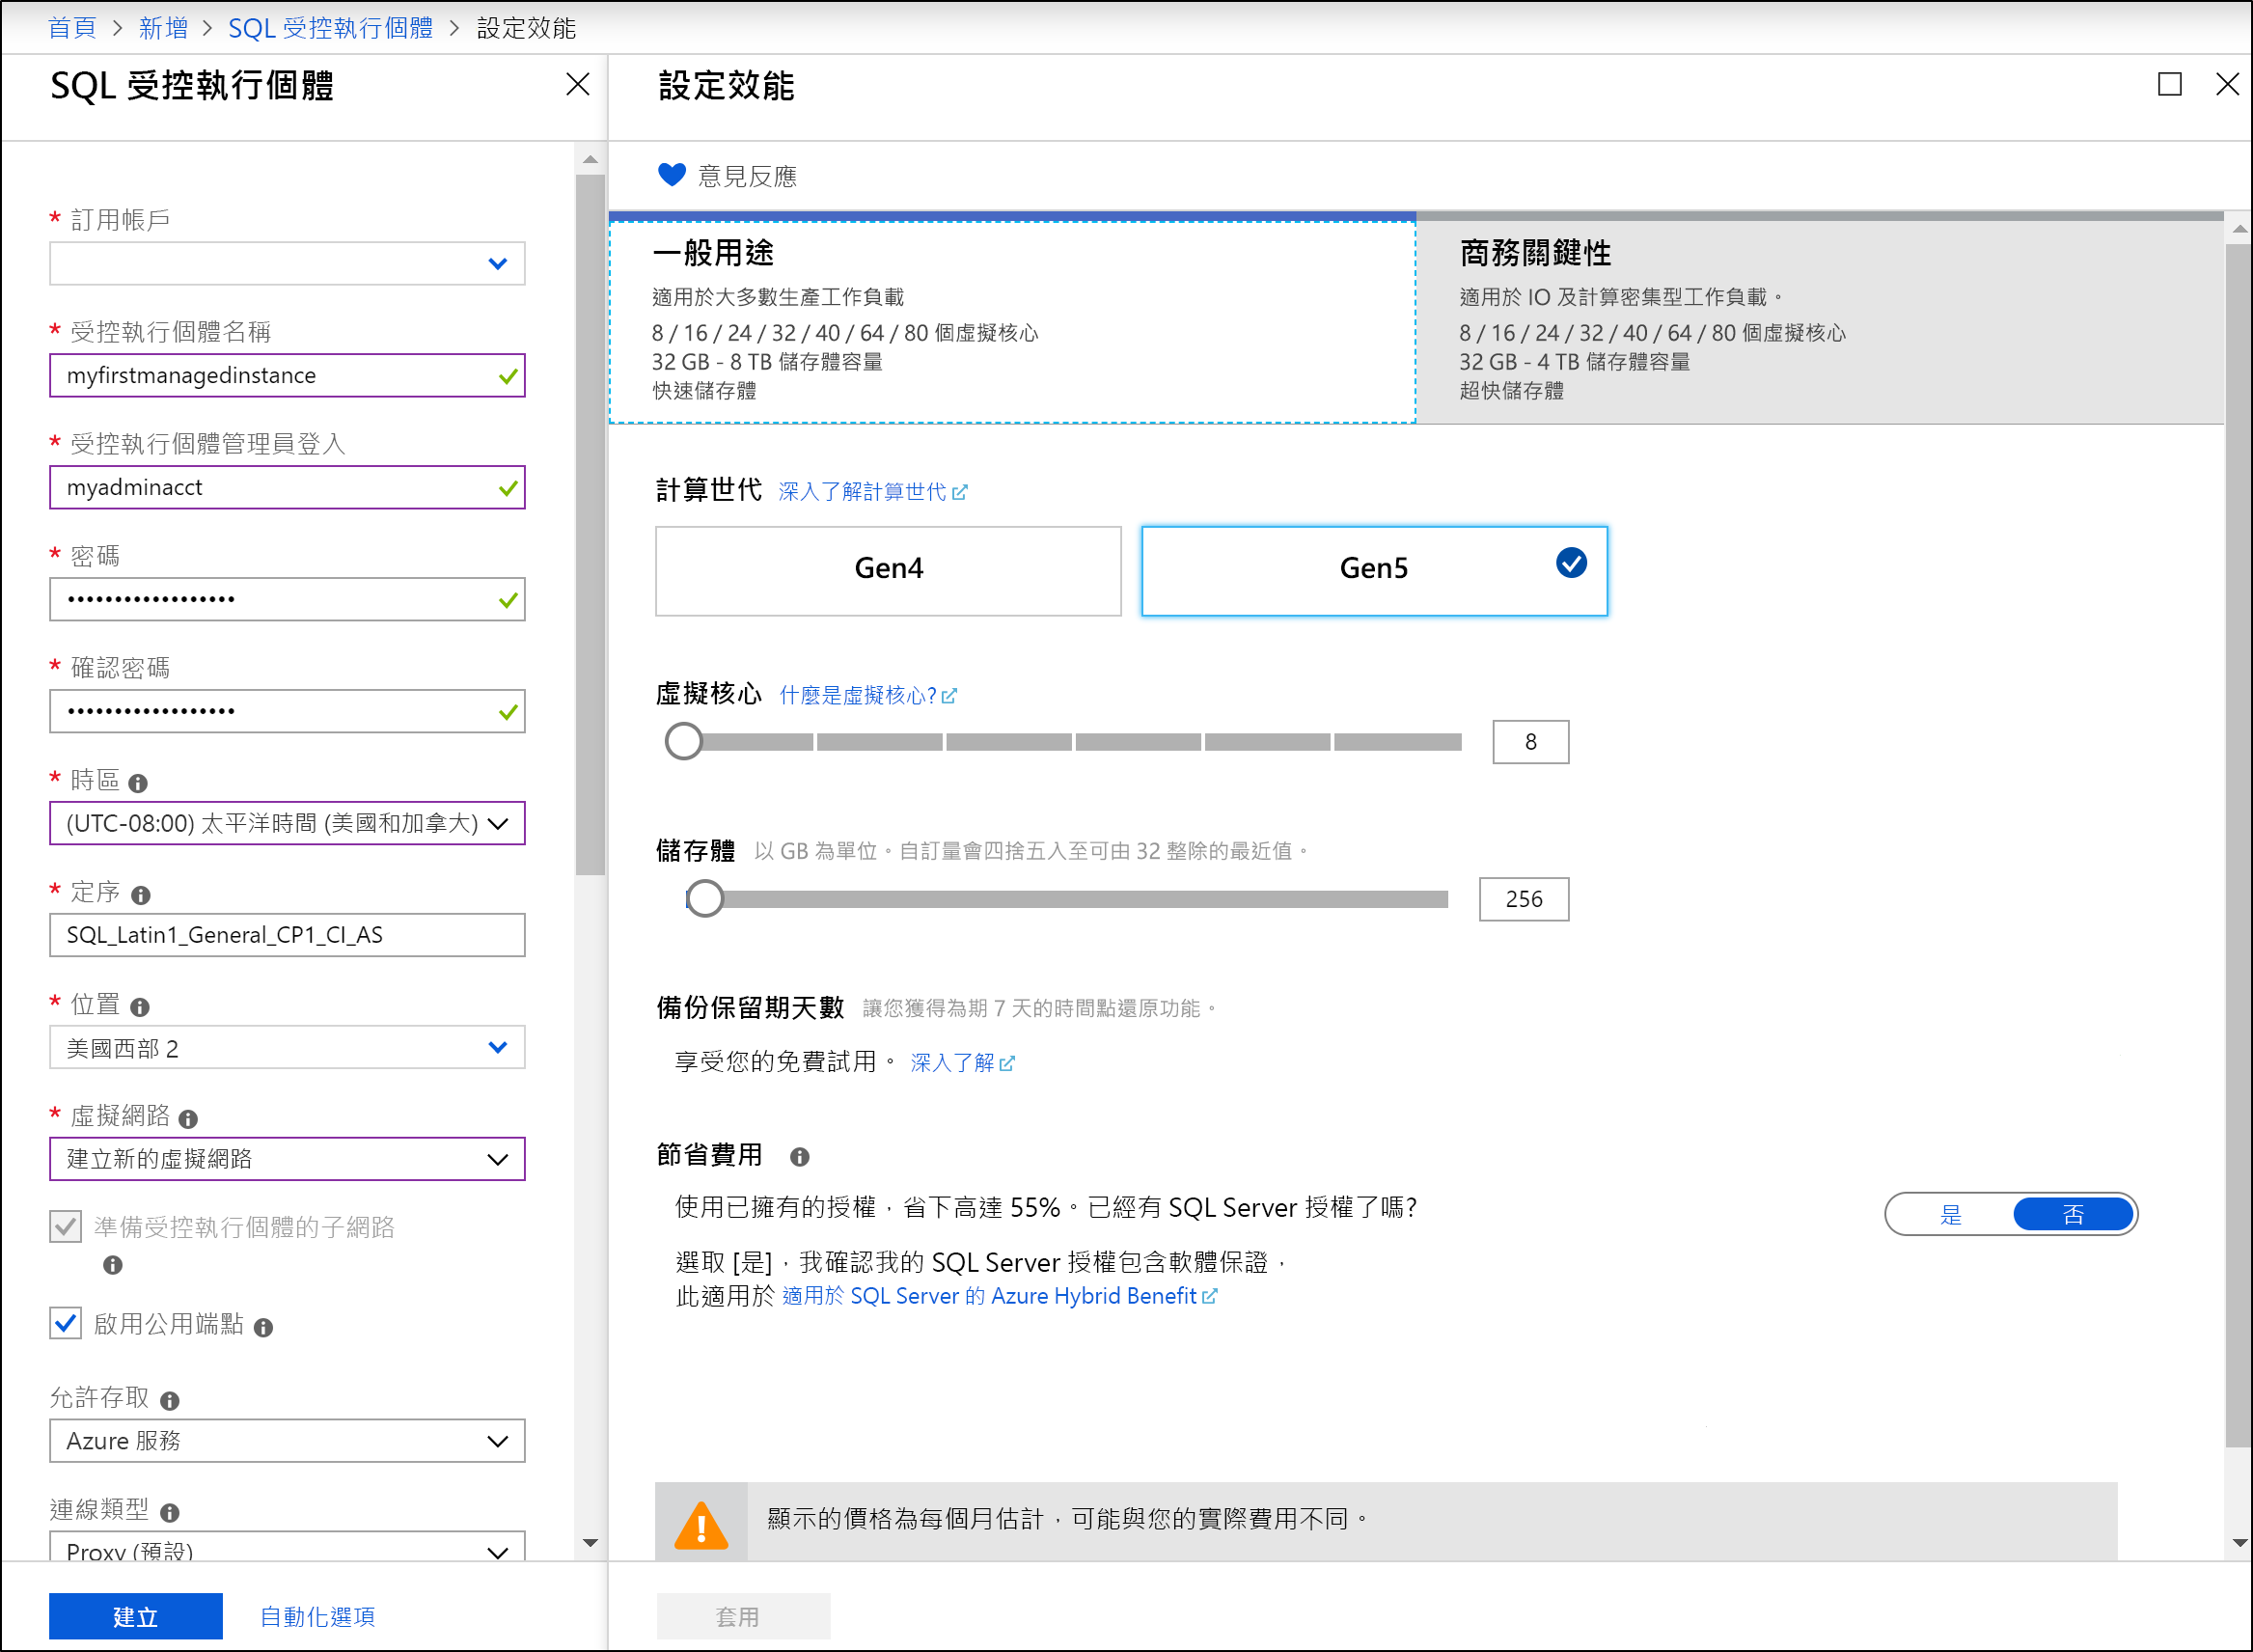 首頁 > 新增 > SQL 受控執行個體 > 設定效能
SQL 受控執行個體
* 訂用帳戶
* 受控執行個體名稱
myfirstmanagedinstance
* 受控執行個體管理員登入
myadminacct
* 密碼
••••••••••••••••••
* 確認密碼
••••••••••••••••••
* 時區
(UTC-08:00) 太平洋時間 (美國和加拿大)
* 定序
SQL_Latin1_General_CP1_CI_AS
* 位置
美國西部 2
* 虛擬網路
建立新的虛擬網路
準備受控執行個體的子網路
啟用公用端點
允許存取
Azure 服務
連線類型
Proxy (預設)
建立
自動化選項
設定效能
意見反應
一般用途
適用於大多數生產工作負載
8 / 16 / 24 / 32 / 40 / 64 / 80 個虛擬核心
32 GB - 8 TB 儲存體容量
快速儲存體
商務關鍵性
適用於 IO 及計算密集型工作負載。
8 / 16 / 24 / 32 / 40 / 64 / 80 個虛擬核心
32 GB - 4 TB 儲存體容量
超快儲存體
計算世代 深入了解計算世代
Gen4
Gen5
虛擬核心 什麼是虛擬核心?
8
儲存體 以 GB 為單位。自訂量會四捨五入至可由 32 整除的最近值。
256
備份保留期天數 讓您獲得為期 7 天的時間點還原功能。
享受您的免費試用。 深入了解
節省費用
使用已擁有的授權，省下高達 55%。已經有 SQL Server 授權了嗎?
是 否
選取 [是]，我確認我的 SQL Server 授權包含軟體保證，
此適用於 適用於 SQL Server 的 Azure Hybrid Benefit
顯示的價格為每個月估計，可能與您的實際費用不同。
套用